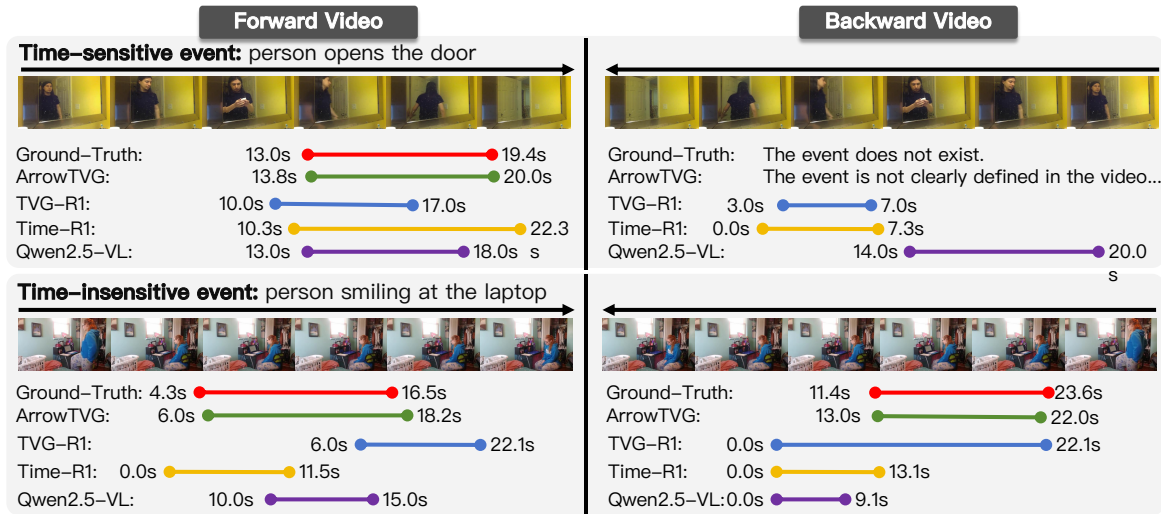 Forward Video
Backward Video
Time-sensitive event: person opens the door
Ground-Truth: 13.0s 19.4s
ArrowTVG: 13.8s 20.0s
TVG-R1: 10.0s 17.0s
Time-R1: 10.3s 22.3
Qwen2.5-VL: 13.0s 18.0s s
Ground-Truth: The event does not exist.
ArrowTVG: The event is not clearly defined in the video...
TVG-R1: 3.0s 7.0s
Time-R1: 0.0s 7.3s
Qwen2.5-VL: 14.0s 20.0
s
Time-insensitive event: person smiling at the laptop
Ground-Truth: 4.3s 16.5s
ArrowTVG: 6.0s 18.2s
TVG-R1: 6.0s 22.1s
Time-R1: 0.0s 11.5s
Qwen2.5-VL: 10.0s 15.0s
Ground-Truth: 11.4s 23.6s
ArrowTVG: 13.0s 22.0s
TVG-R1: 0.0s 22.1s
Time-R1: 0.0s 13.1s
Qwen2.5-VL: 0.0s 9.1s